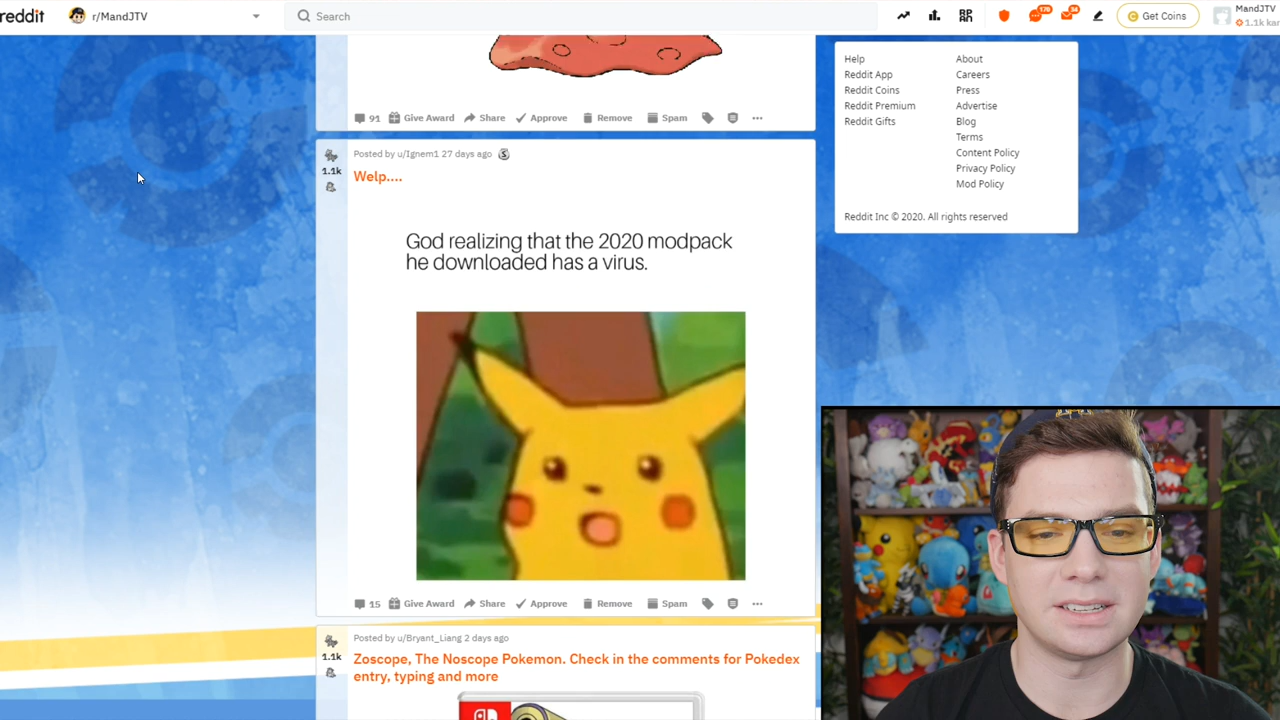 reddit r/MandJTV Search 170 34 Get Coins MandJTV
1.1k kar
91 Give Award Share Approve Remove Spam
Help About
Reddit App Careers
Reddit Coins Press
Reddit Premium Advertise
Reddit Gifts Blog
Terms
Content Policy
Privacy Policy
Mod Policy
Reddit Inc © 2020. All rights reserved
Posted by u/Ignem1 27 days ago
1.1k
Welp....
God realizing that the 2020 modpack
he downloaded has a virus.
15 Give Award Share Approve Remove Spam
Posted by u/Bryant_Liang 2 days ago
1.1k
Zoscope, The Noscope Pokemon. Check in the comments for Pokedex
entry, typing and more